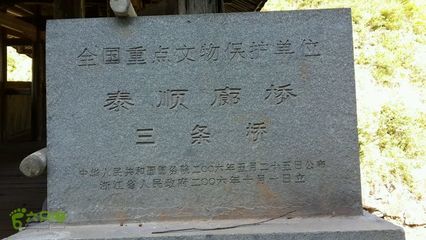 全国重点文物保护单位
泰顺廊桥
三条桥
中华人民共和国国务院二〇〇六年五月二十五日公布
浙江省人民政府二〇〇六年十月一日立